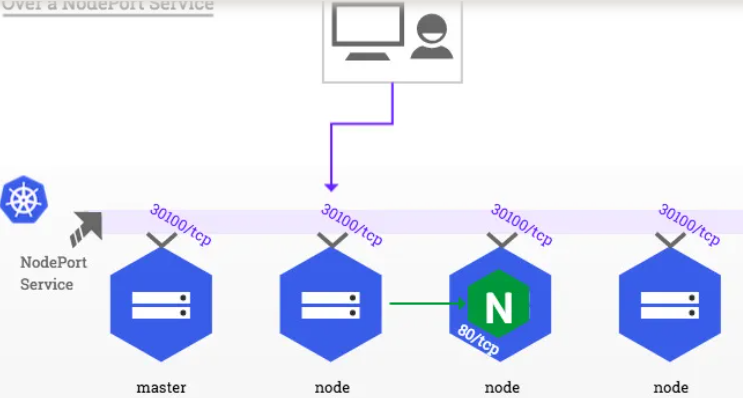 Over a NodePort Service
30100/tcp
30100/tcp
30100/tcp
30100/tcp
NodePort
Service
N
80/tcp
master
node
node
node